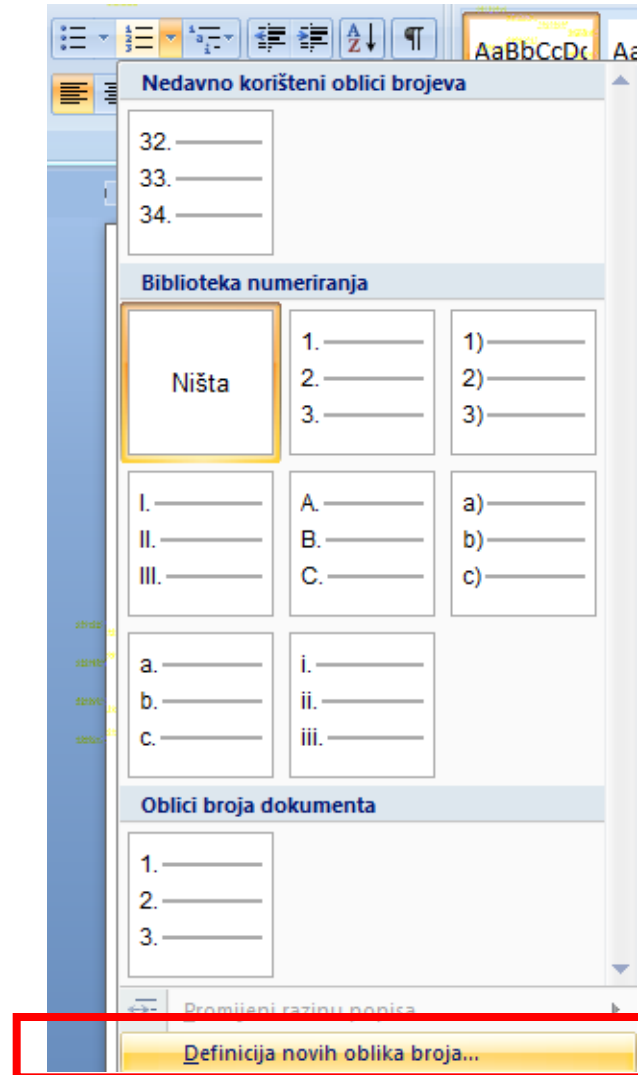 AaBbCcDc Aa
Nedavno korišteni oblici brojeva
32.
33.
34.
Biblioteka numeriranja
Ništa
1.
2.
3.
1)
2)
3)
I.
II.
III.
A.
B.
C.
a)
b)
c)
a.
b.
c.
i.
ii.
iii.
Oblici broja dokumenta
1.
2.
3.
Promijeni razinu popisa
Definicija novih oblika broja...